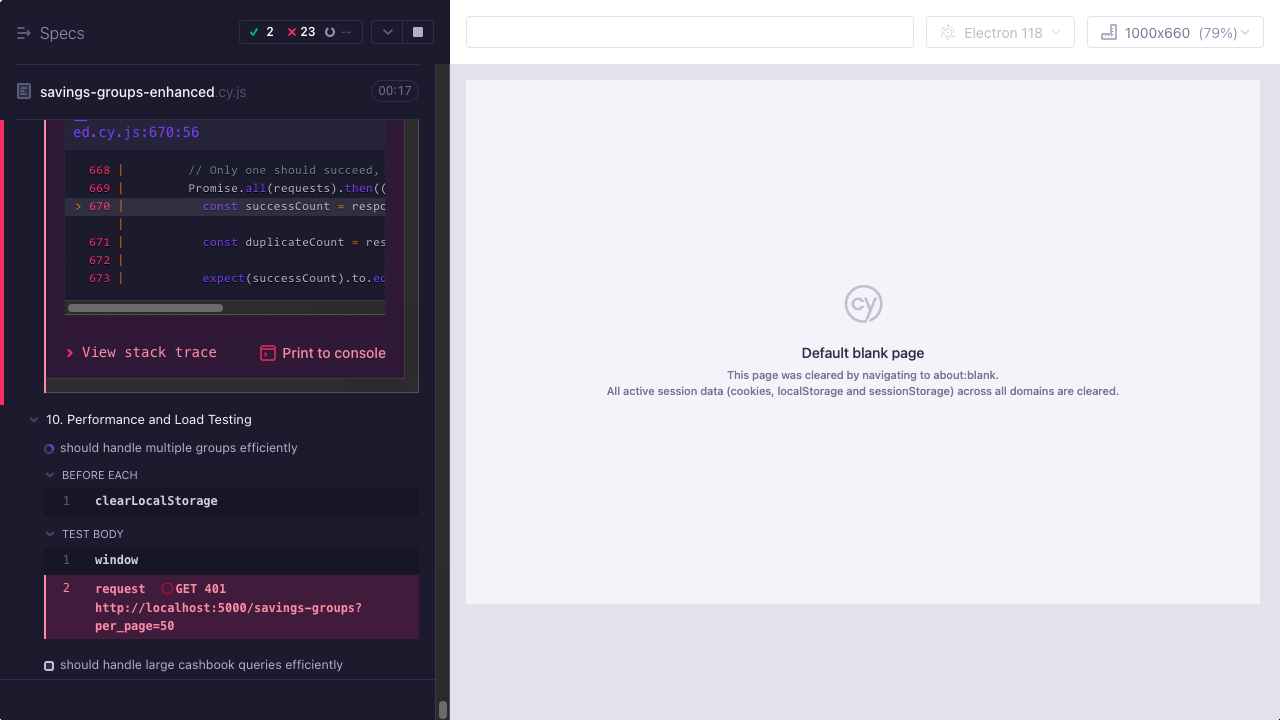 Specs
2
23
--
Electron 118
1000x660 (79%)
savings-groups-enhanced.cy.js
00:17
ed.cy.js:670:56
668 | // Only one should succeed,
669 | Promise.all(requests).then((
> 670 | const successCount = respo
|
671 | const duplicateCount = res
672 |
673 | expect(successCount).to.eq
View stack trace
Print to console
10. Performance and Load Testing
should handle multiple groups efficiently
BEFORE EACH
1 clearLocalStorage
TEST BODY
1 window
2 request GET 401
http://localhost:5000/savings-groups?
per_page=50
should handle large cashbook queries efficiently
cy
Default blank page
This page was cleared by navigating to about:blank.
All active session data (cookies, localStorage and sessionStorage) across all domains are cleared.